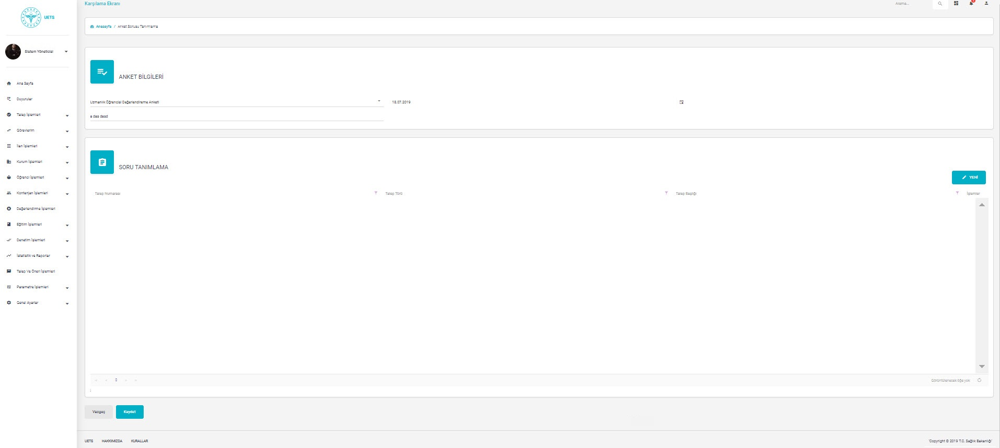 Karşılama Ekranı
Arama...
UETS
Anasayfa / Anket Sorusu Tanımlama
Sistem Yöneticisi
ANKET BİLGİLERİ
Ana Sayfa
Duyurular
Talep İşlemleri
Görevlerim
İlan İşlemleri
Kurum İşlemleri
Öğrenci İşlemleri
Kontenjan İşlemleri
Değerlendirme İşlemleri
Eğitim İşlemleri
Denetim İşlemleri
İstatistik ve Raporlar
Talep Ve Öneri İşlemleri
Parametre İşlemleri
Genel Ayarlar
Uzmanlık Öğrencisi Değerlendireme Anketi
18.07.2019
a das dasd
SORU TANIMLAMA
YENİ
Talep Numarası
Talep Türü
Talep Başlığı
İşlemler
0
Görüntülenecek öğe yok
;
Vazgeç
Kaydet
UETS HAKKIMIZDA KURALLAR
"Copyright © 2019 T.C. Sağlık Bakanlığı"